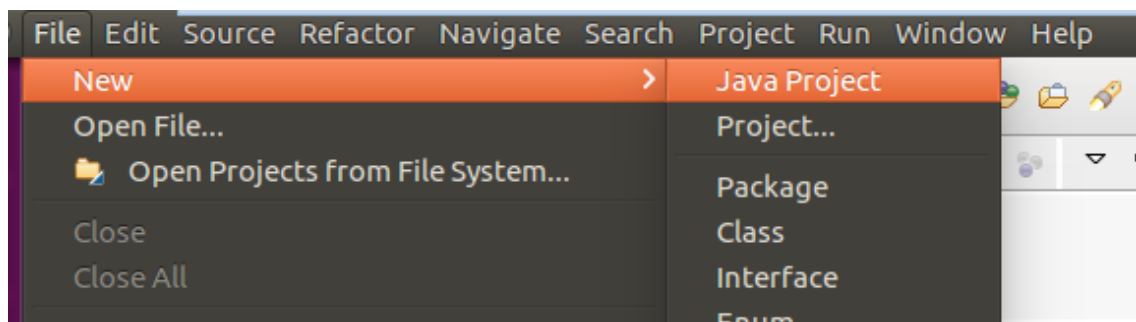 File Edit Source Refactor Navigate Search Project Run Window Help
New
Open File...
Open Projects from File System...
Close
Close All
Java Project
Project...
Package
Class
Interface
Enum